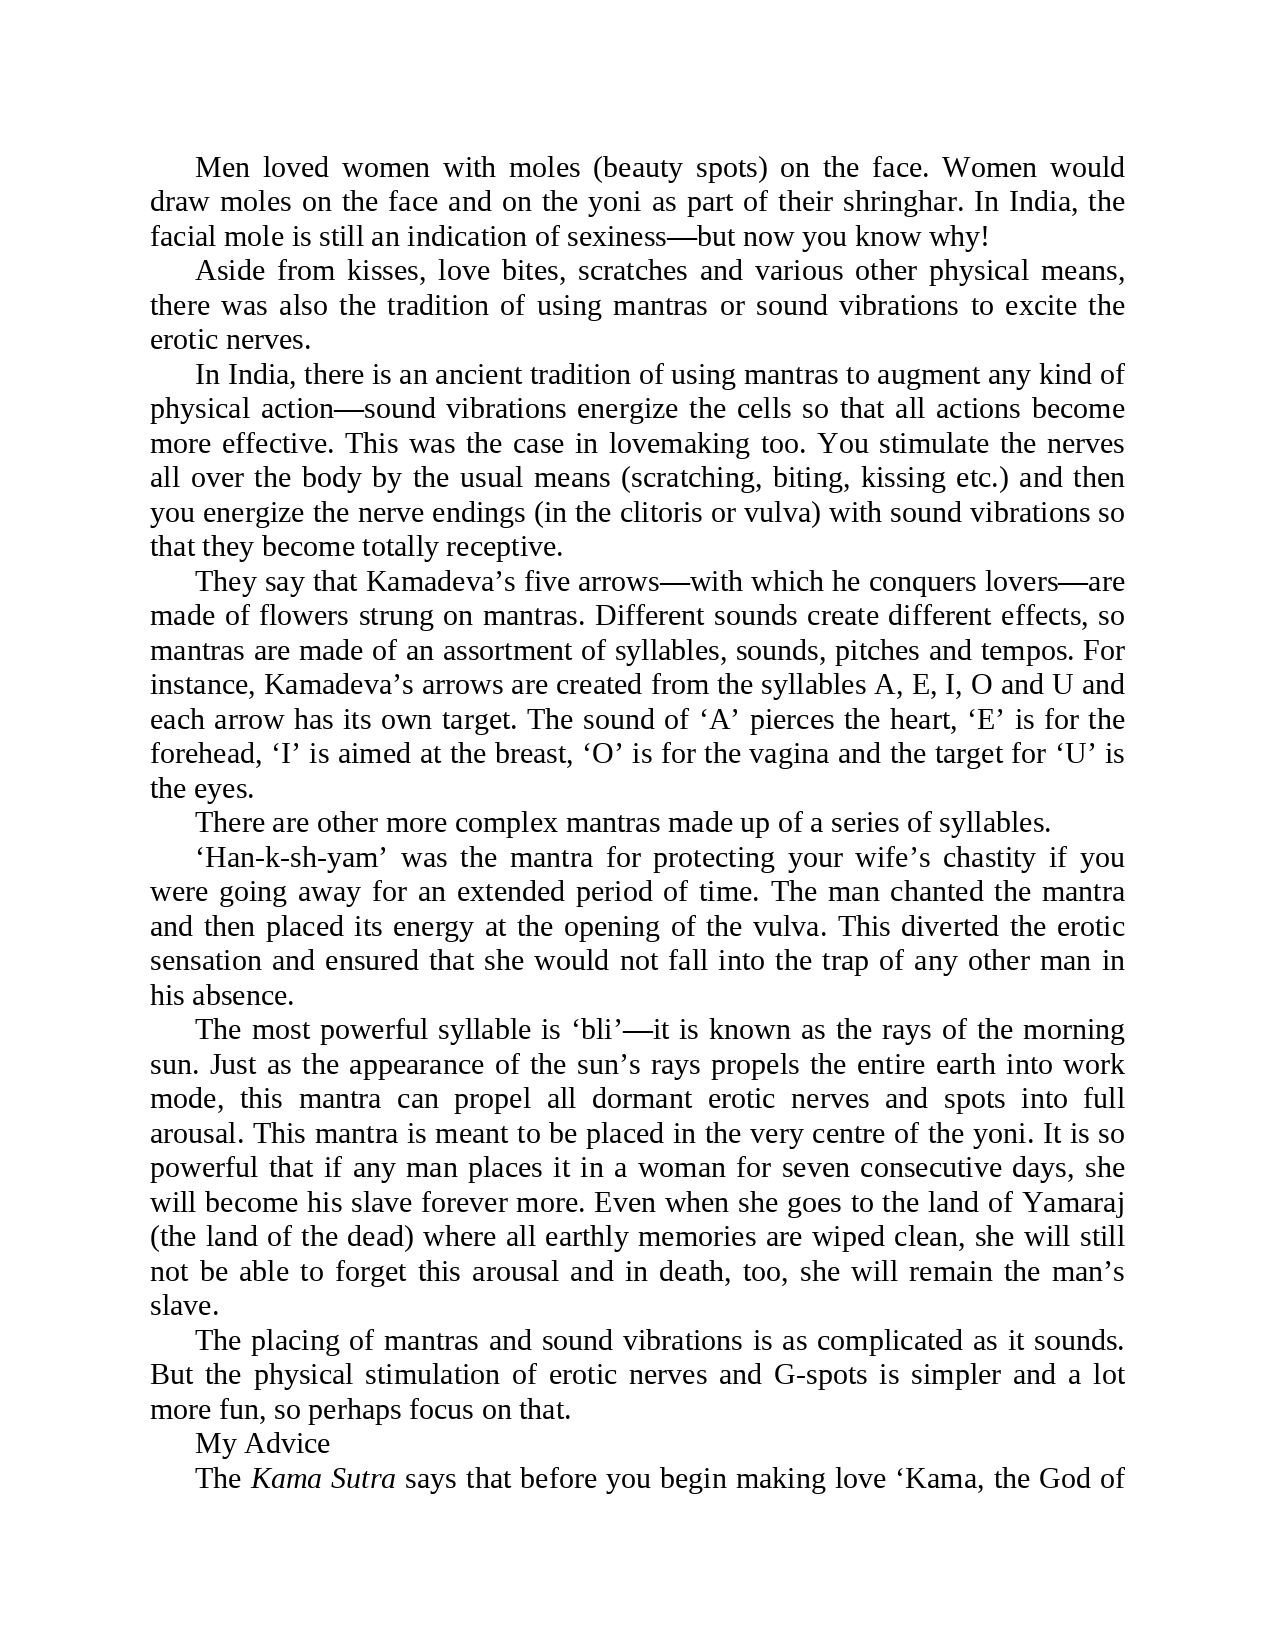 Men loved women with moles (beauty spots) on the face. Women would
draw moles on the face and on the yoni as part of their shringhar. In India, the
facial mole is still an indication of sexiness—but now you know why!
Aside from kisses, love bites, scratches and various other physical means,
there was also the tradition of using mantras or sound vibrations to excite the
erotic nerves.
In India, there is an ancient tradition of using mantras to augment any kind of
physical action—sound vibrations energize the cells so that all actions become
more effective. This was the case in lovemaking too. You stimulate the nerves
all over the body by the usual means (scratching, biting, kissing etc.) and then
you energize the nerve endings (in the clitoris or vulva) with sound vibrations so
that they become totally receptive.
They say that Kamadeva’s five arrows—with which he conquers lovers—are
made of flowers strung on mantras. Different sounds create different effects, so
mantras are made of an assortment of syllables, sounds, pitches and tempos. For
instance, Kamadeva’s arrows are created from the syllables A, E, I, O and U and
each arrow has its own target. The sound of ‘A’ pierces the heart, ‘E’ is for the
forehead, ‘I’ is aimed at the breast, ‘O’ is for the vagina and the target for ‘U’ is
the eyes.
There are other more complex mantras made up of a series of syllables.
‘Han-k-sh-yam’ was the mantra for protecting your wife’s chastity if you
were going away for an extended period of time. The man chanted the mantra
and then placed its energy at the opening of the vulva. This diverted the erotic
sensation and ensured that she would not fall into the trap of any other man in
his absence.
The most powerful syllable is ‘bli’—it is known as the rays of the morning
sun. Just as the appearance of the sun’s rays propels the entire earth into work
mode, this mantra can propel all dormant erotic nerves and spots into full
arousal. This mantra is meant to be placed in the very centre of the yoni. It is so
powerful that if any man places it in a woman for seven consecutive days, she
will become his slave forever more. Even when she goes to the land of Yamaraj
(the land of the dead) where all earthly memories are wiped clean, she will still
not be able to forget this arousal and in death, too, she will remain the man’s
slave.
The placing of mantras and sound vibrations is as complicated as it sounds.
But the physical stimulation of erotic nerves and G-spots is simpler and a lot
more fun, so perhaps focus on that.
My Advice
The Kama Sutra says that before you begin making love ‘Kama, the God of